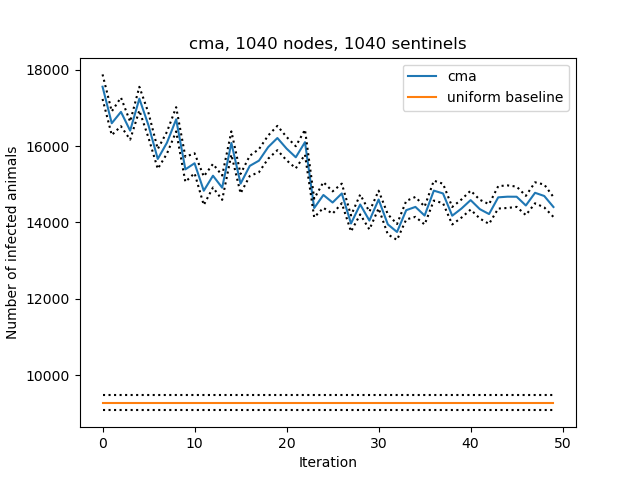 cma, 1040 nodes, 1040 sentinels
cma
uniform baseline
Number of infected animals
18000
16000
14000
12000
10000
0 10 20 30 40 50
Iteration